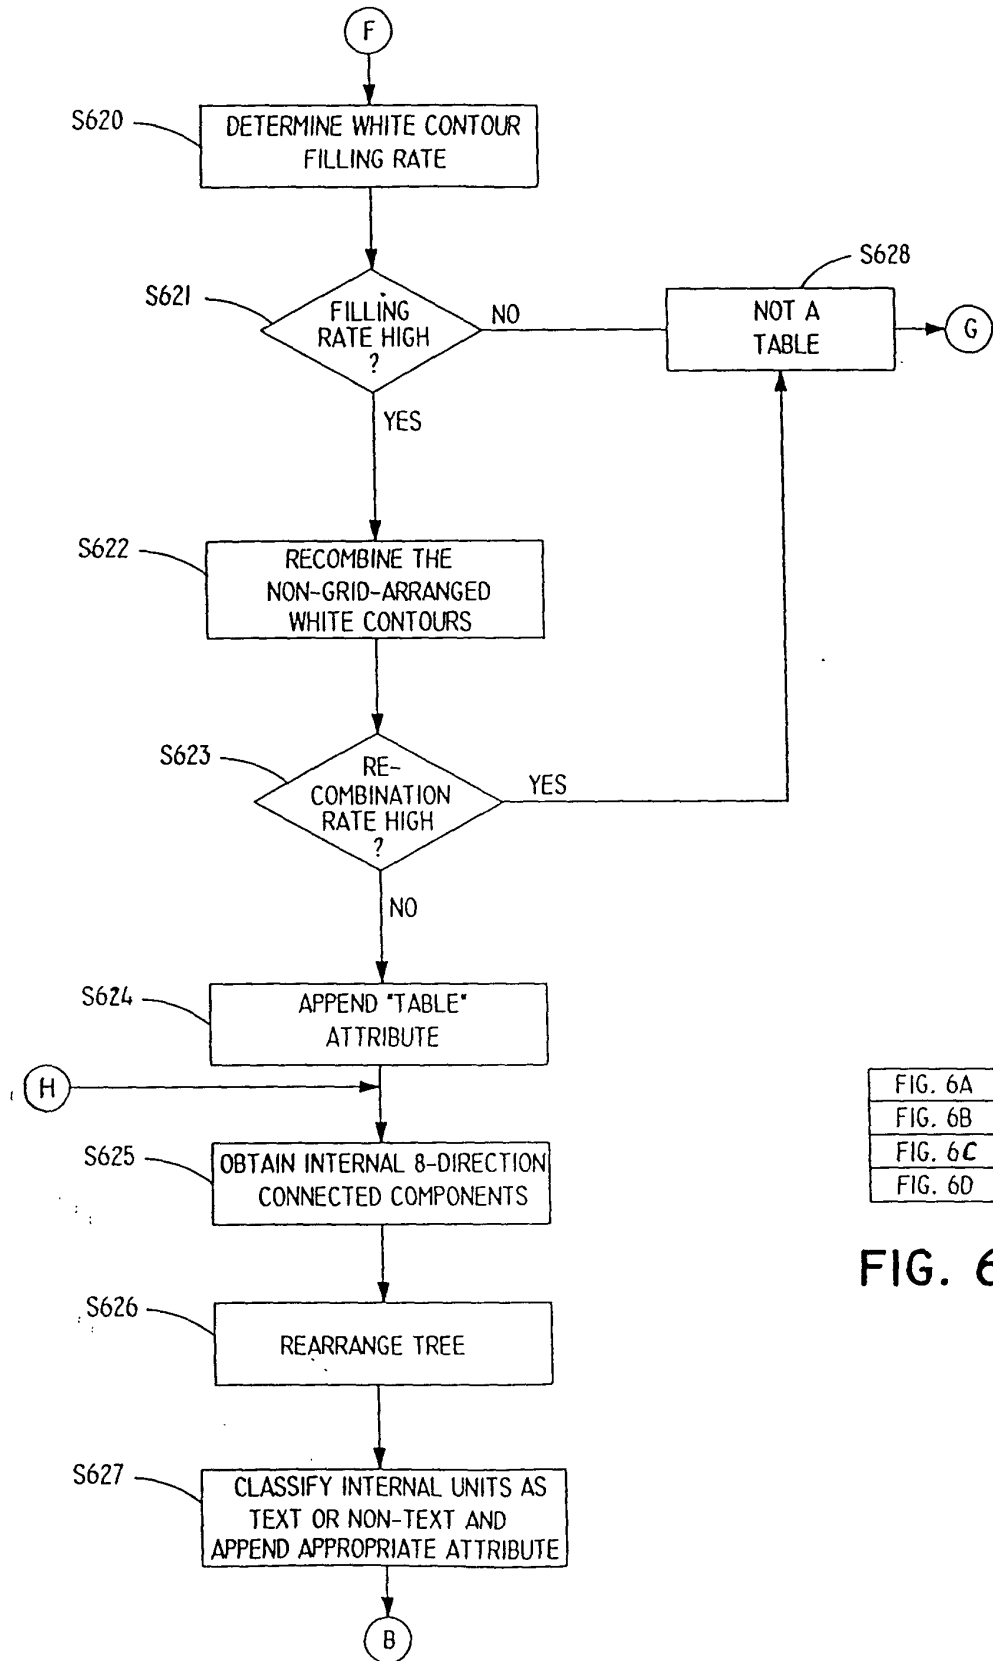 F
S620
DETERMINE WHITE CONTOUR
FILLING RATE
S621
FILLING
RATE HIGH
?
NO
S628
NOT A
TABLE
G
YES
S622
RECOMBINE THE
NON-GRID-ARRANGED
WHITE CONTOURS
S623
RE-
COMBINATION
RATE HIGH
?
YES
NO
S624
APPEND "TABLE"
ATTRIBUTE
H
S625
OBTAIN INTERNAL 8-DIRECTION
CONNECTED COMPONENTS
S626
REARRANGE TREE
S627
CLASSIFY INTERNAL UNITS AS
TEXT OR NON-TEXT AND
APPEND APPROPRIATE ATTRIBUTE
B
FIG. 6A
FIG. 6B
FIG. 6C
FIG. 6D
FIG. 6